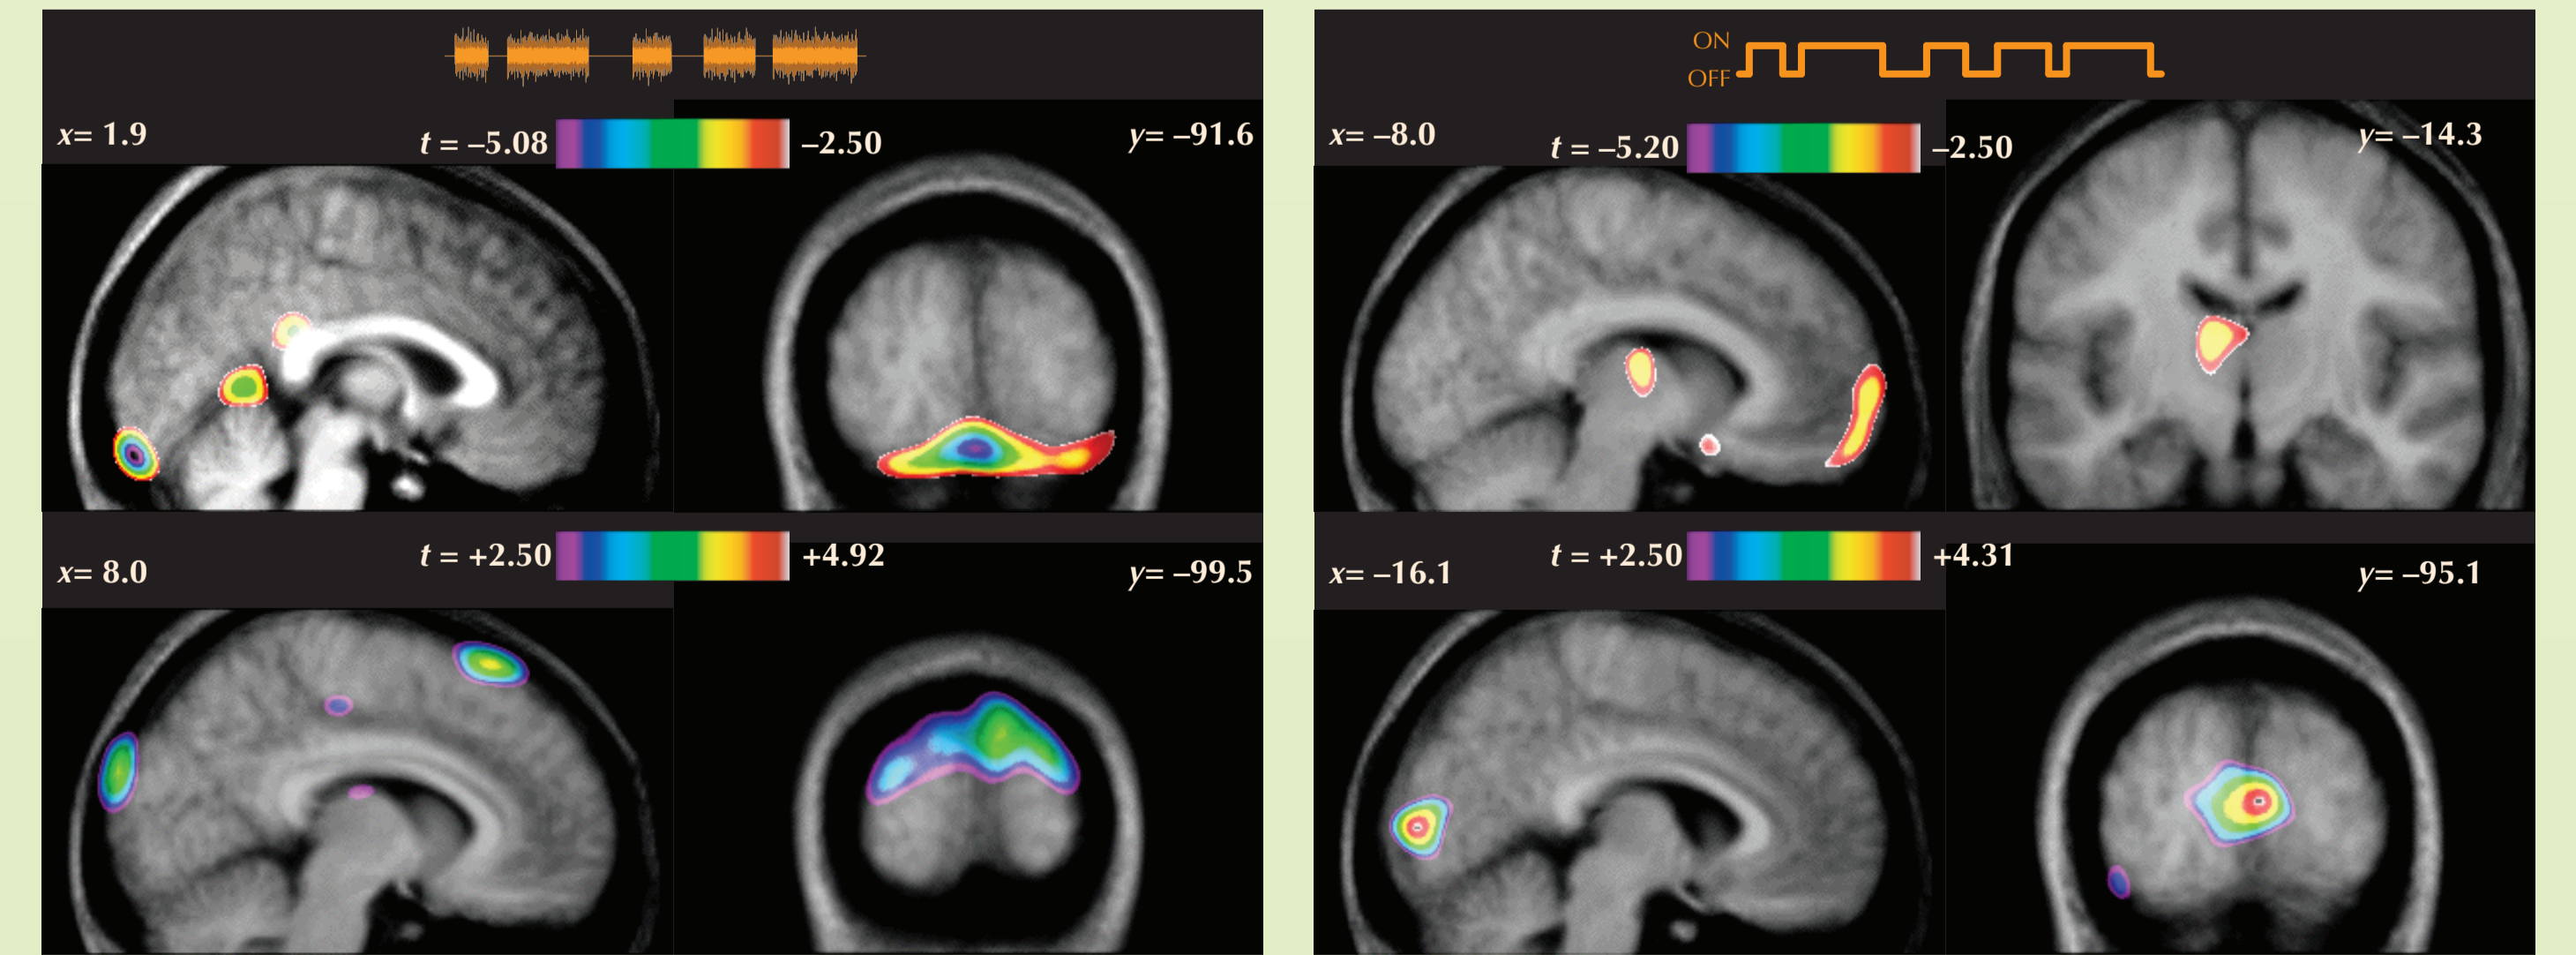 x= 1.9
t = –5.08
–2.50
y= –91.6
x= 8.0
t = +2.50
+4.92
y= –99.5
ON
OFF
x= –8.0
t = –5.20
–2.50
y= –14.3
x= –16.1
t = +2.50
+4.31
y= –95.1